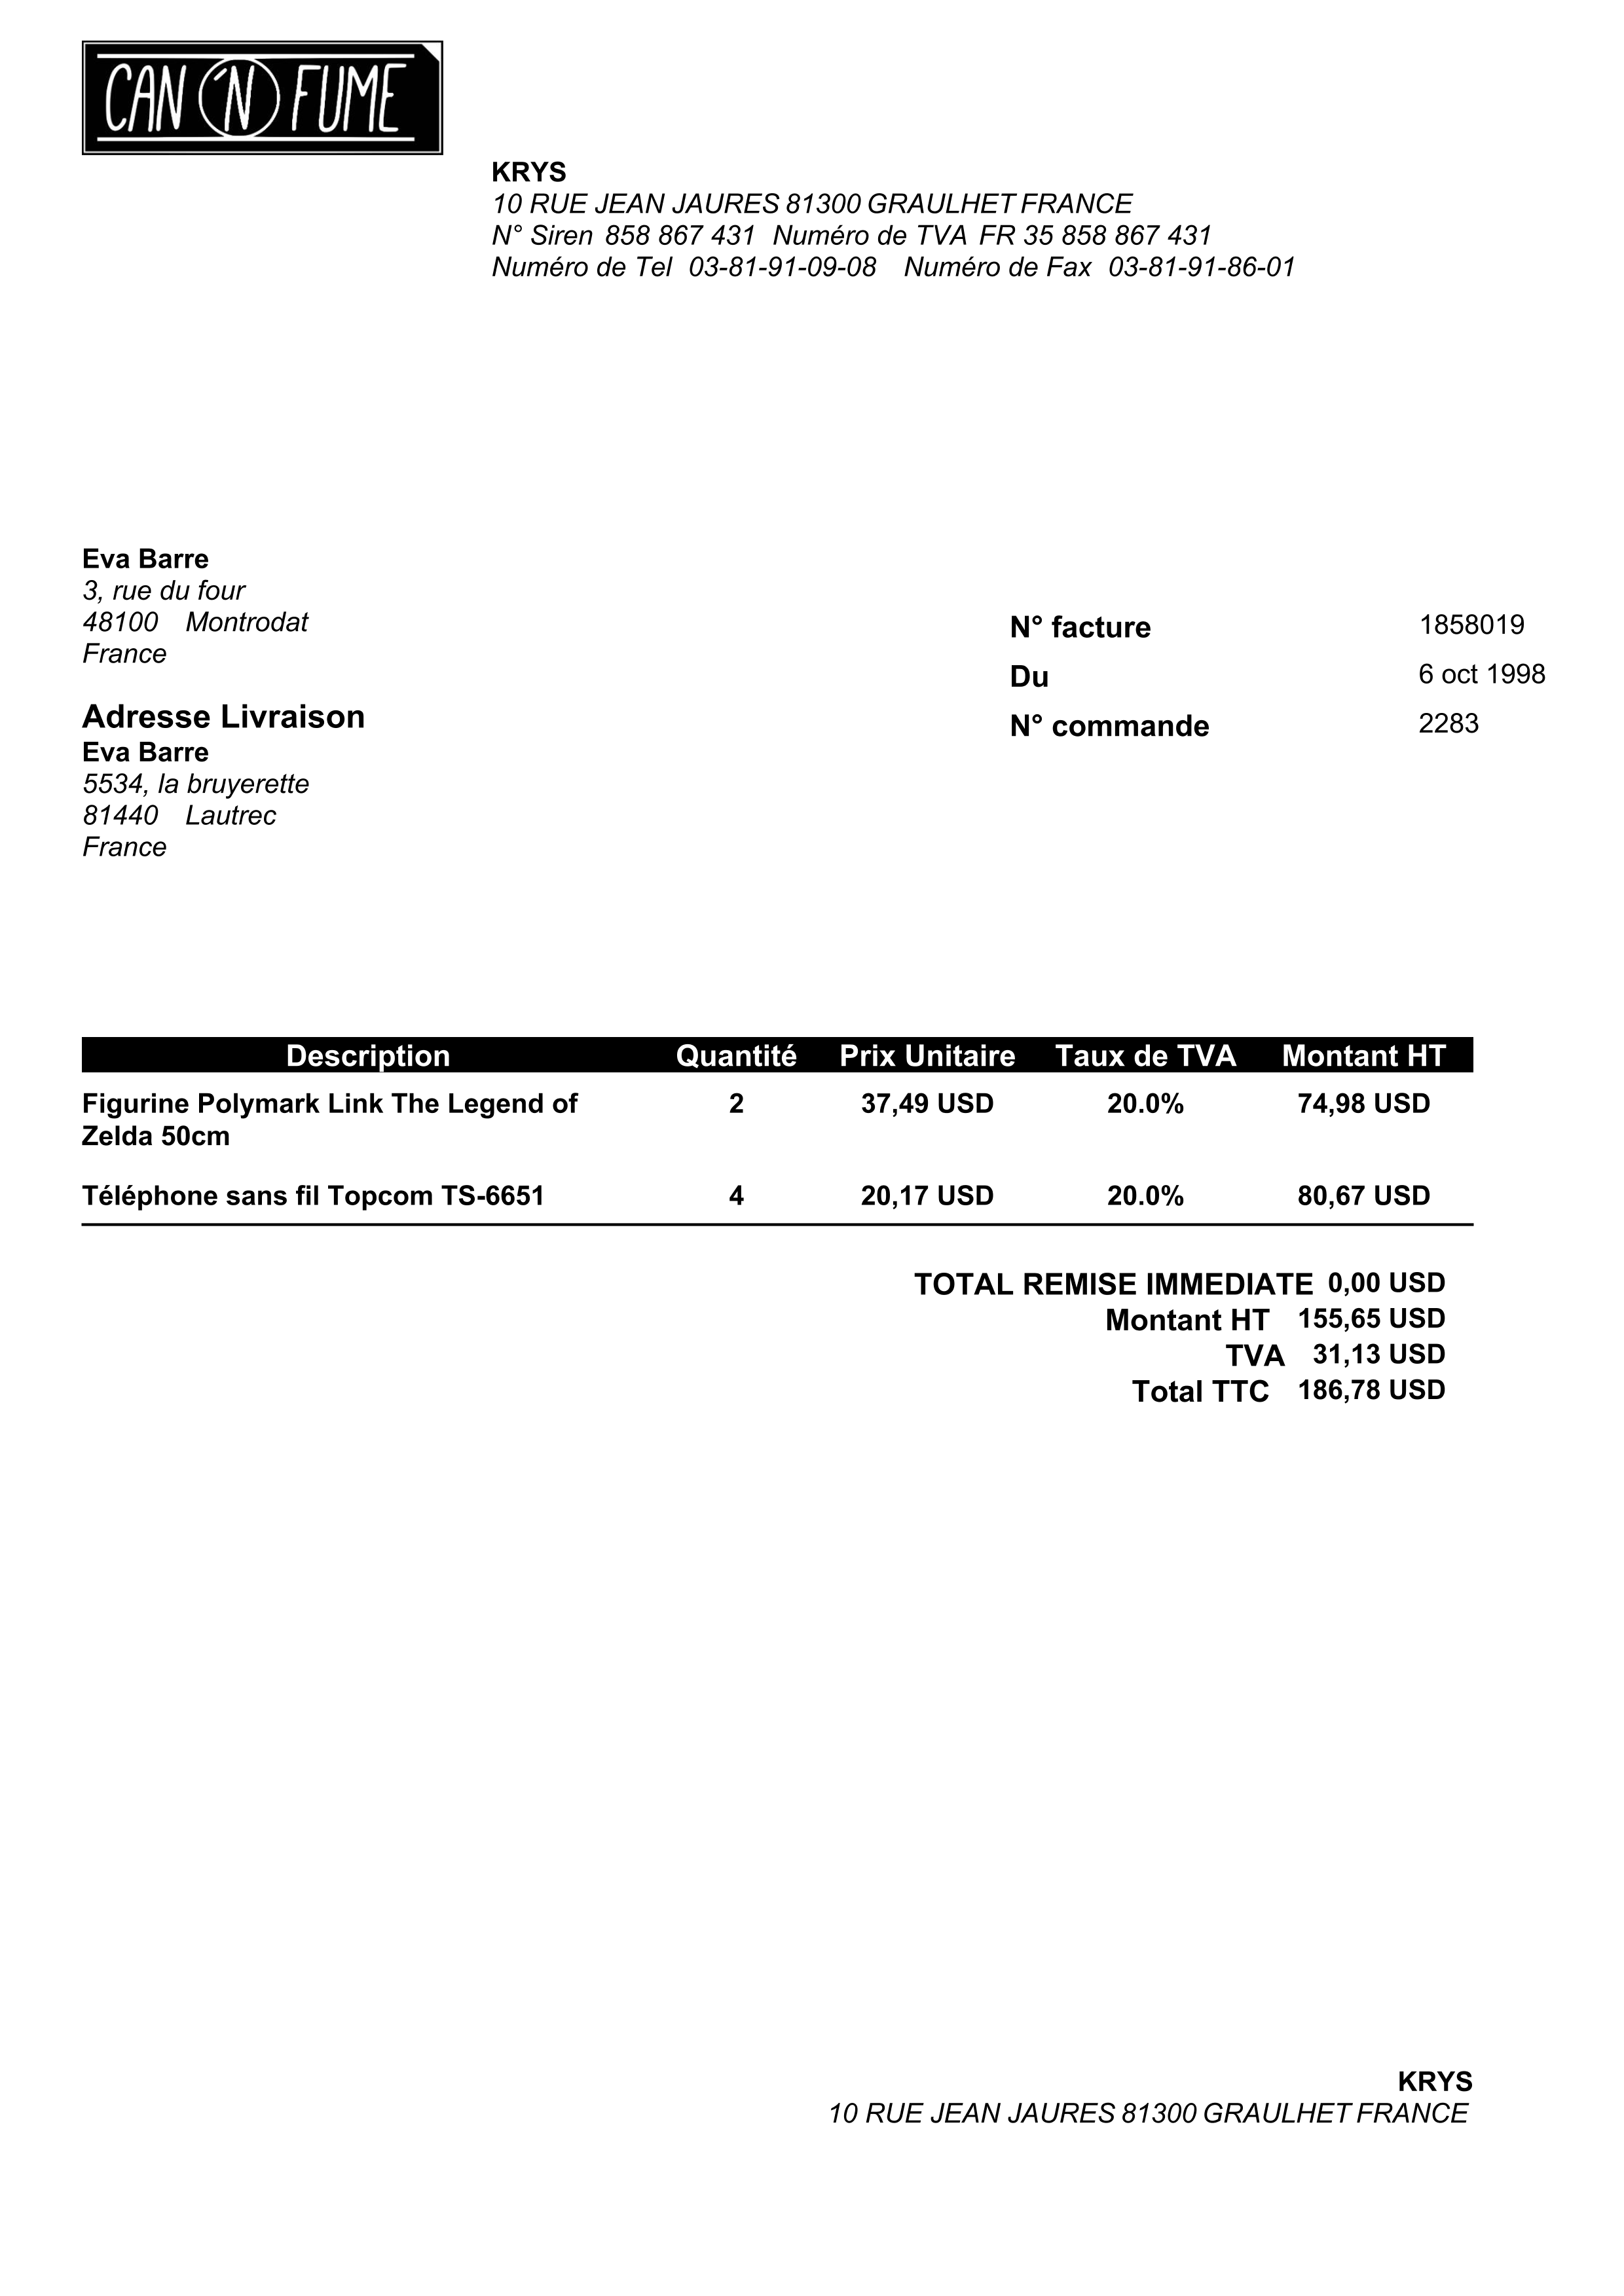 CAN 'N FUME
KRYS
10 RUE JEAN JAURES 81300 GRAULHET FRANCE
N° Siren 858 867 431 Numéro de TVA FR 35 858 867 431
Numéro de Tel 03-81-91-09-08 Numéro de Fax 03-81-91-86-01
Eva Barre
3, rue du four
48100 Montrodat
France
N° facture 1858019
Du 6 oct 1998
N° commande 2283
Adresse Livraison
Eva Barre
5534, la bruyerette
81440 Lautrec
France
Description Quantité Prix Unitaire Taux de TVA Montant HT
Figurine Polymark Link The Legend of 2 37,49 USD 20.0% 74,98 USD
Zelda 50cm
Téléphone sans fil Topcom TS-6651 4 20,17 USD 20.0% 80,67 USD
TOTAL REMISE IMMEDIATE 0,00 USD
Montant HT 155,65 USD
TVA 31,13 USD
Total TTC 186,78 USD
KRYS
10 RUE JEAN JAURES 81300 GRAULHET FRANCE